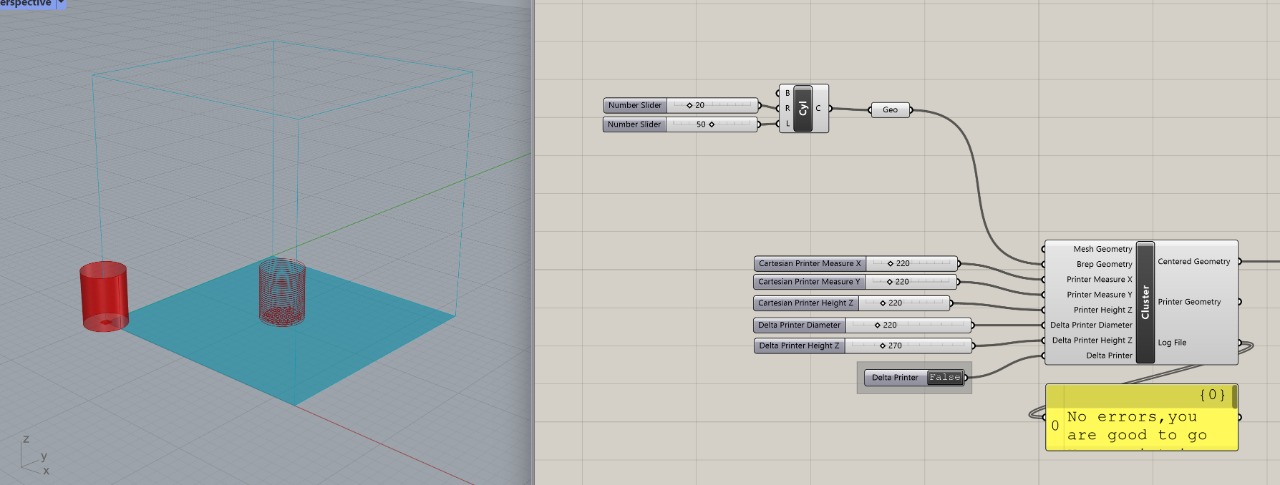 erspective
z
y
x
Number Slider 20
Number Slider 50
B
R
L
Cyl
C
Geo
Cartesian Printer Measure X 220
Cartesian Printer Measure Y 220
Cartesian Printer Height Z 220
Delta Printer Diameter 220
Delta Printer Height Z 270
Delta Printer False
Mesh Geometry
Brep Geometry
Printer Measure X
Printer Measure Y
Printer Height Z
Delta Printer Diameter
Delta Printer Height Z
Delta Printer
Cluster
Centered Geometry
Printer Geometry
Log File
{0}
0 No errors,you
are good to go